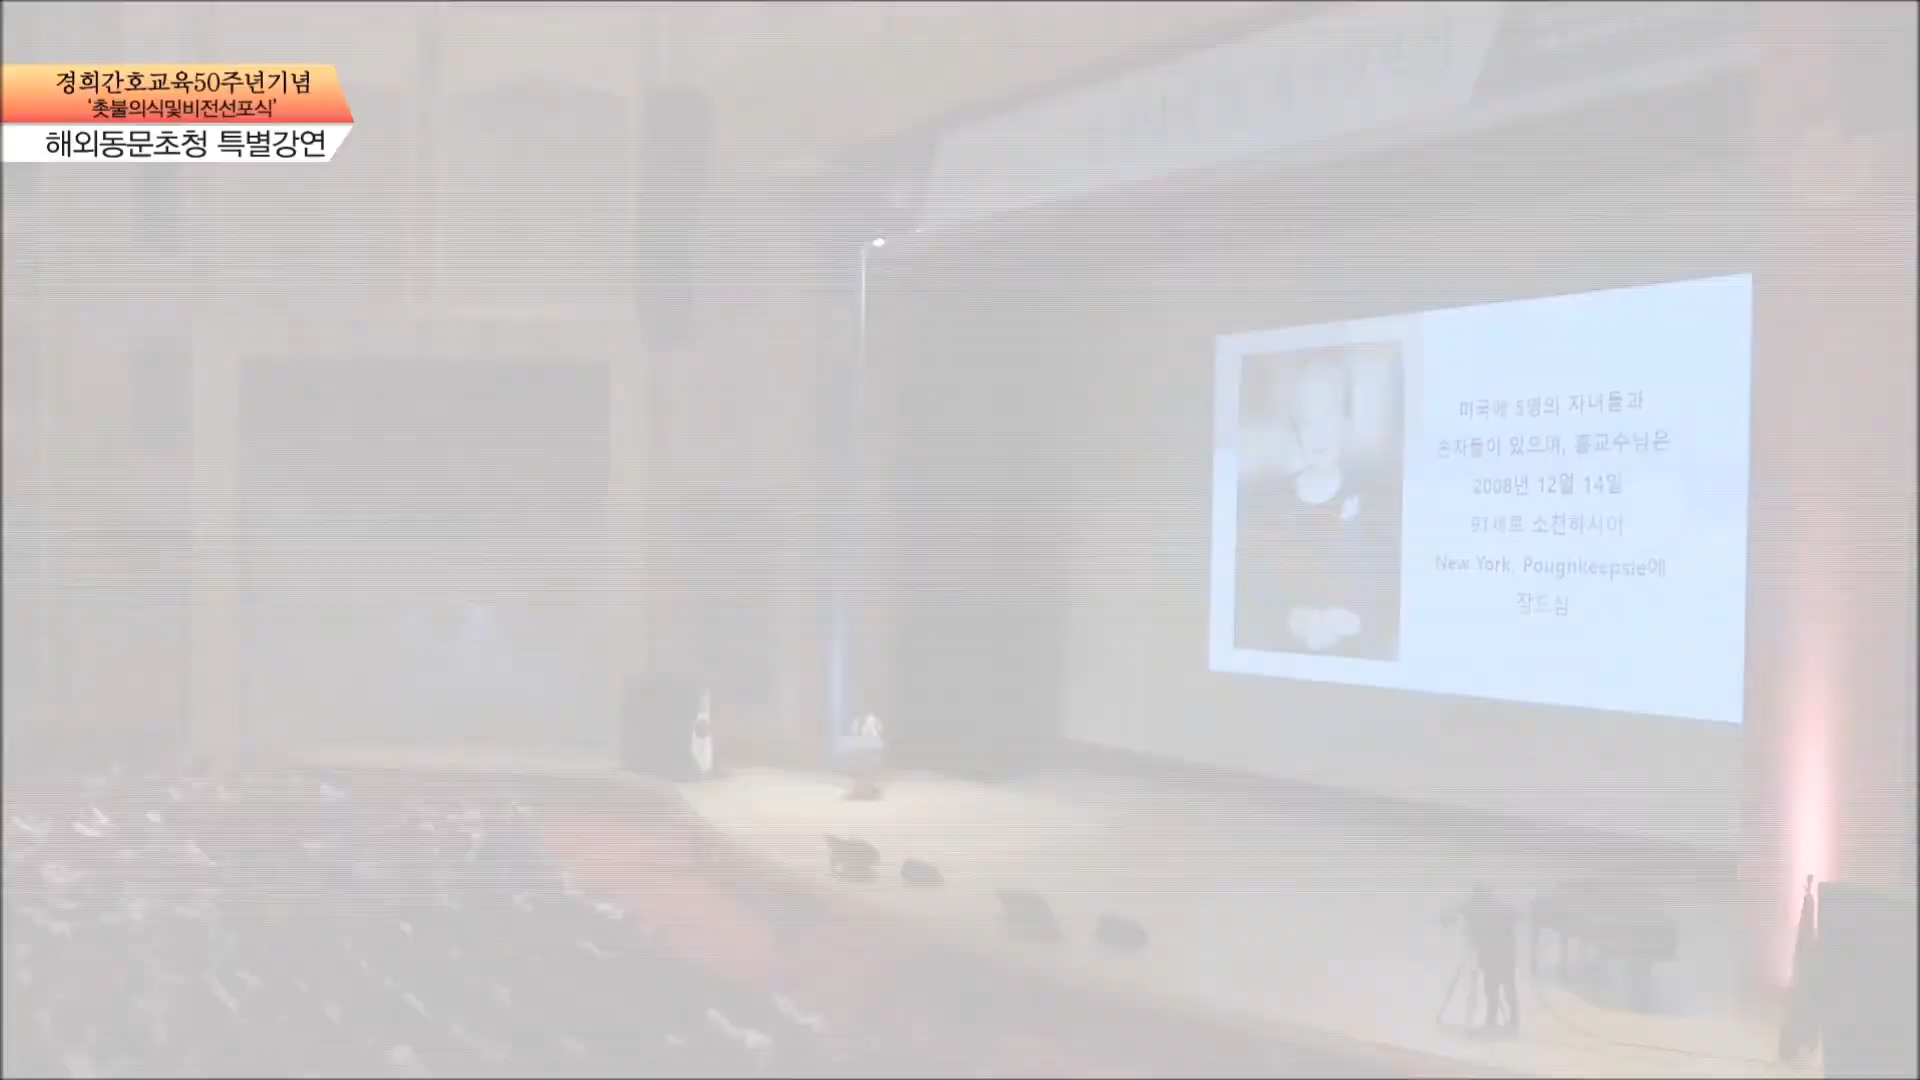 경희간호교육50주년기념
‘촛불의식및비전선포식’
해외동문초청 특별강연
미국에 5명의 자녀들과
손자들이 있으며, 홍교수님은
2008년 12월 14일
91세로 소천하시어
New York, Poughkeepsie에
잠드심